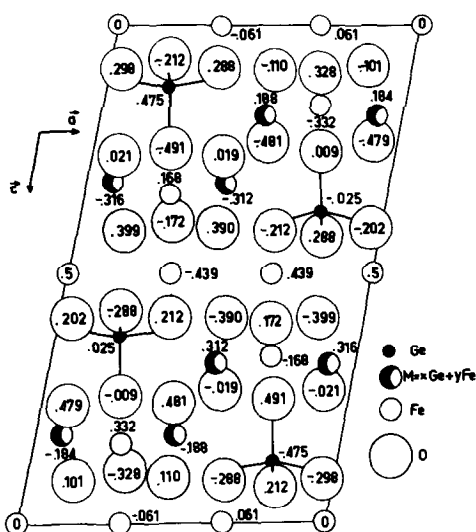 0 -.061 .061 0
.298 -.212 .288 -.110 .328 -.101
.475 .188 .184
-.332
-.491 -.481 .009 -.479
a
.021 .019
.168
-.316 -.312 -.025
c
.399 -.172 .390 -.212 .288 -.202
.5 -.439 .439 .5
.202 -.288 .212 -.390 .172 -.399
.025 .312 -.168 .316
Ge
-.009 -.019 -.021
M=xGe+yFe
.479 .481 .491
.332
Fe
-.184 -.188 -.475
.101 -.328 .110 -.288 .212 -.298
O
0 -.061 .061 0